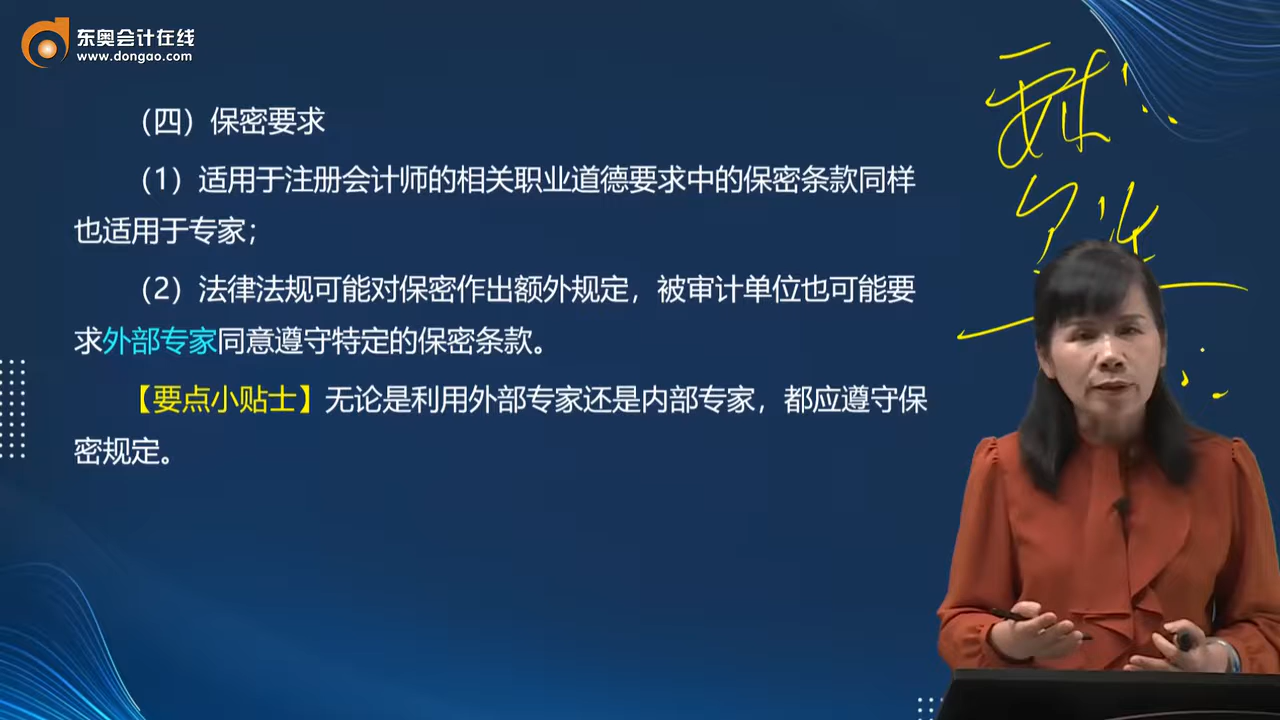 东奥会计在线
www.dongao.com
（四）保密要求
（1）适用于注册会计师的相关职业道德要求中的保密条款同样
也适用于专家；
（2）法律法规可能对保密作出额外规定，被审计单位也可能要
求外部专家同意遵守特定的保密条款。
【要点小贴士】无论是利用外部专家还是内部专家，都应遵守保
密规定。